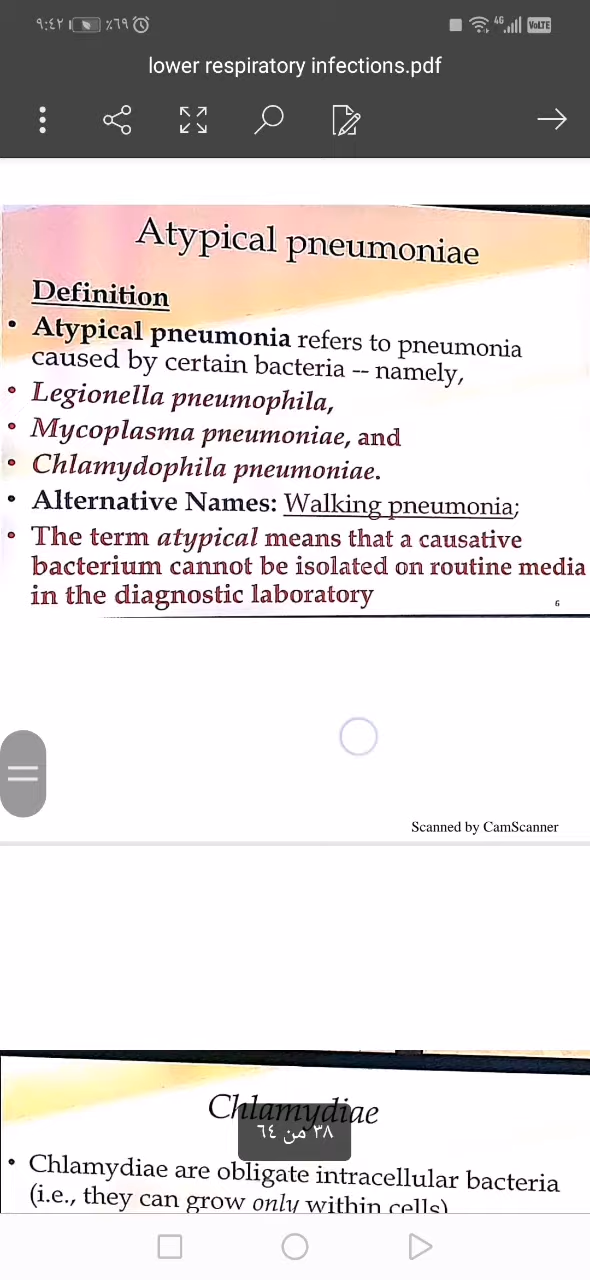 ٩:٤٢
٪٦٩
4G
VoLTE
lower respiratory infections.pdf
Atypical pneumoniae
Definition
• Atypical pneumonia refers to pneumonia
caused by certain bacteria -- namely,
• Legionella pneumophila,
• Mycoplasma pneumoniae, and
• Chlamydophila pneumoniae.
• Alternative Names: Walking pneumonia;
• The term atypical means that a causative
bacterium cannot be isolated on routine media
in the diagnostic laboratory
6
Scanned by CamScanner
Chlamydiae
٣٨ من ٦٤
• Chlamydiae are obligate intracellular bacteria
(i.e., they can grow only within cells)